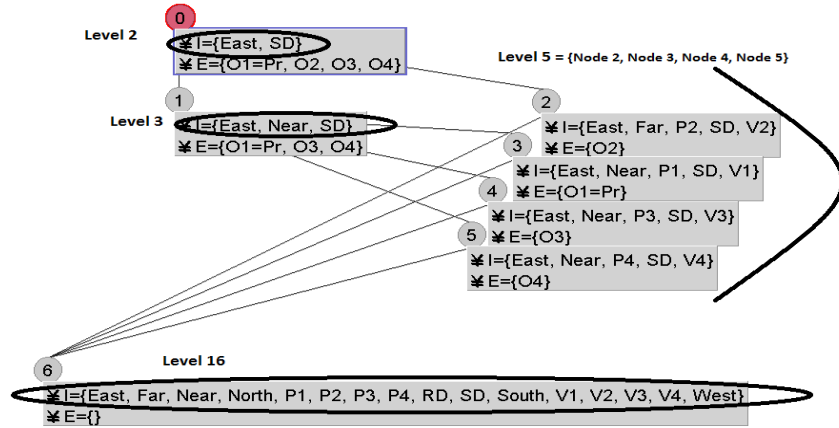 0
Level 2
¥ I={East, SD}
¥ E={O1=Pr, O2, O3, O4}
Level 5 = {Node 2, Node 3, Node 4, Node 5}
1
Level 3
¥ I={East, Near, SD}
¥ E={O1=Pr, O3, O4}
2
¥ I={East, Far, P2, SD, V2}
¥ E={O2}
3
¥ I={East, Near, P1, SD, V1}
¥ E={O1=Pr}
4
¥ I={East, Near, P3, SD, V3}
¥ E={O3}
5
¥ I={East, Near, P4, SD, V4}
¥ E={O4}
6
Level 16
¥ I={East, Far, Near, North, P1, P2, P3, P4, RD, SD, South, V1, V2, V3, V4, West}
¥ E={}